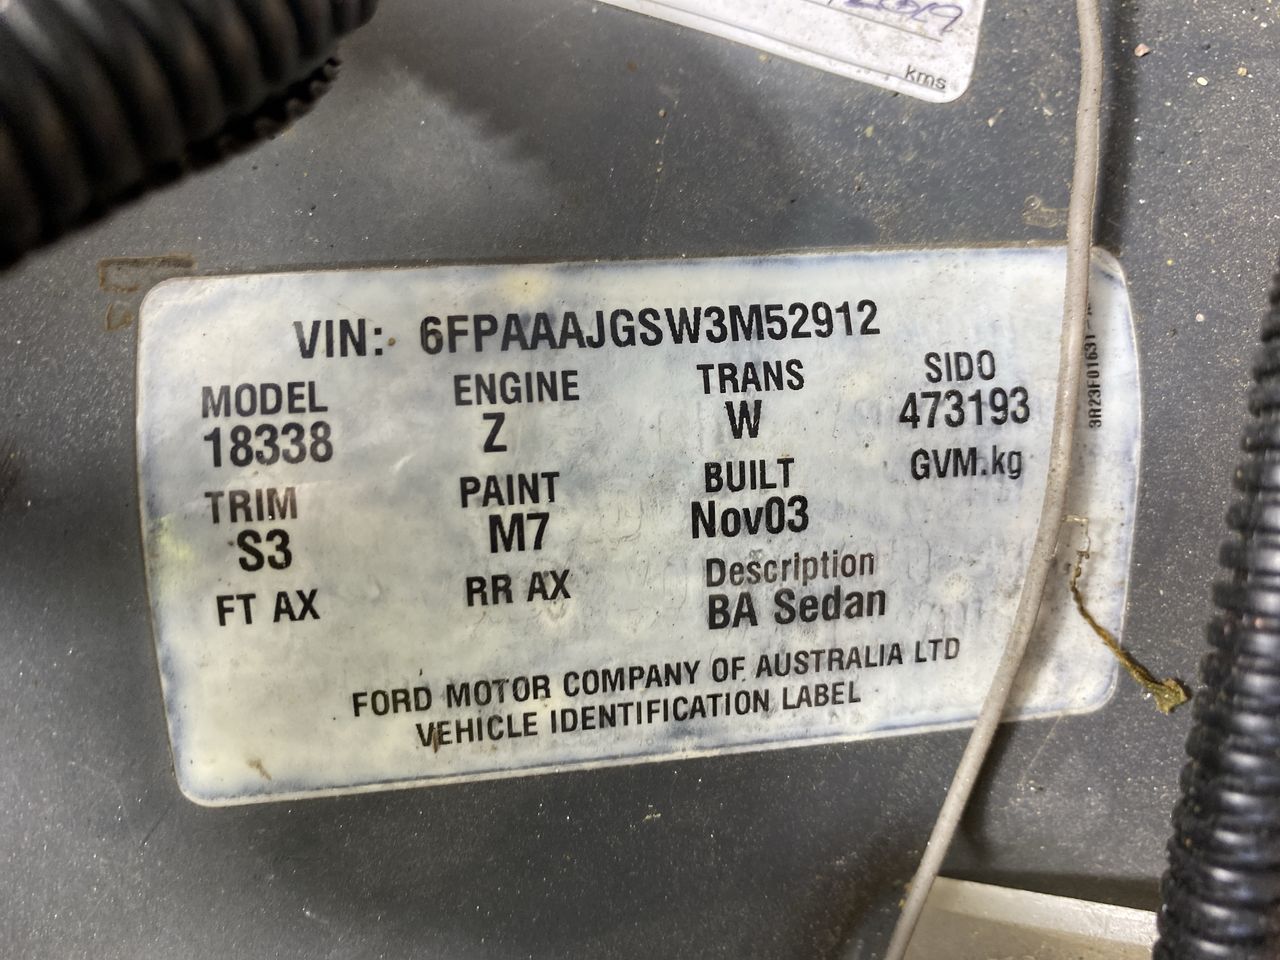 kms
VIN: 6FPAAAJGSW3M52912
MODEL ENGINE TRANS SIDO
18338 Z W 473193
TRIM PAINT BUILT GVM.kg
S3 M7 Nov03
FT AX RR AX Description
BA Sedan
FORD MOTOR COMPANY OF AUSTRALIA LTD
VEHICLE IDENTIFICATION LABEL